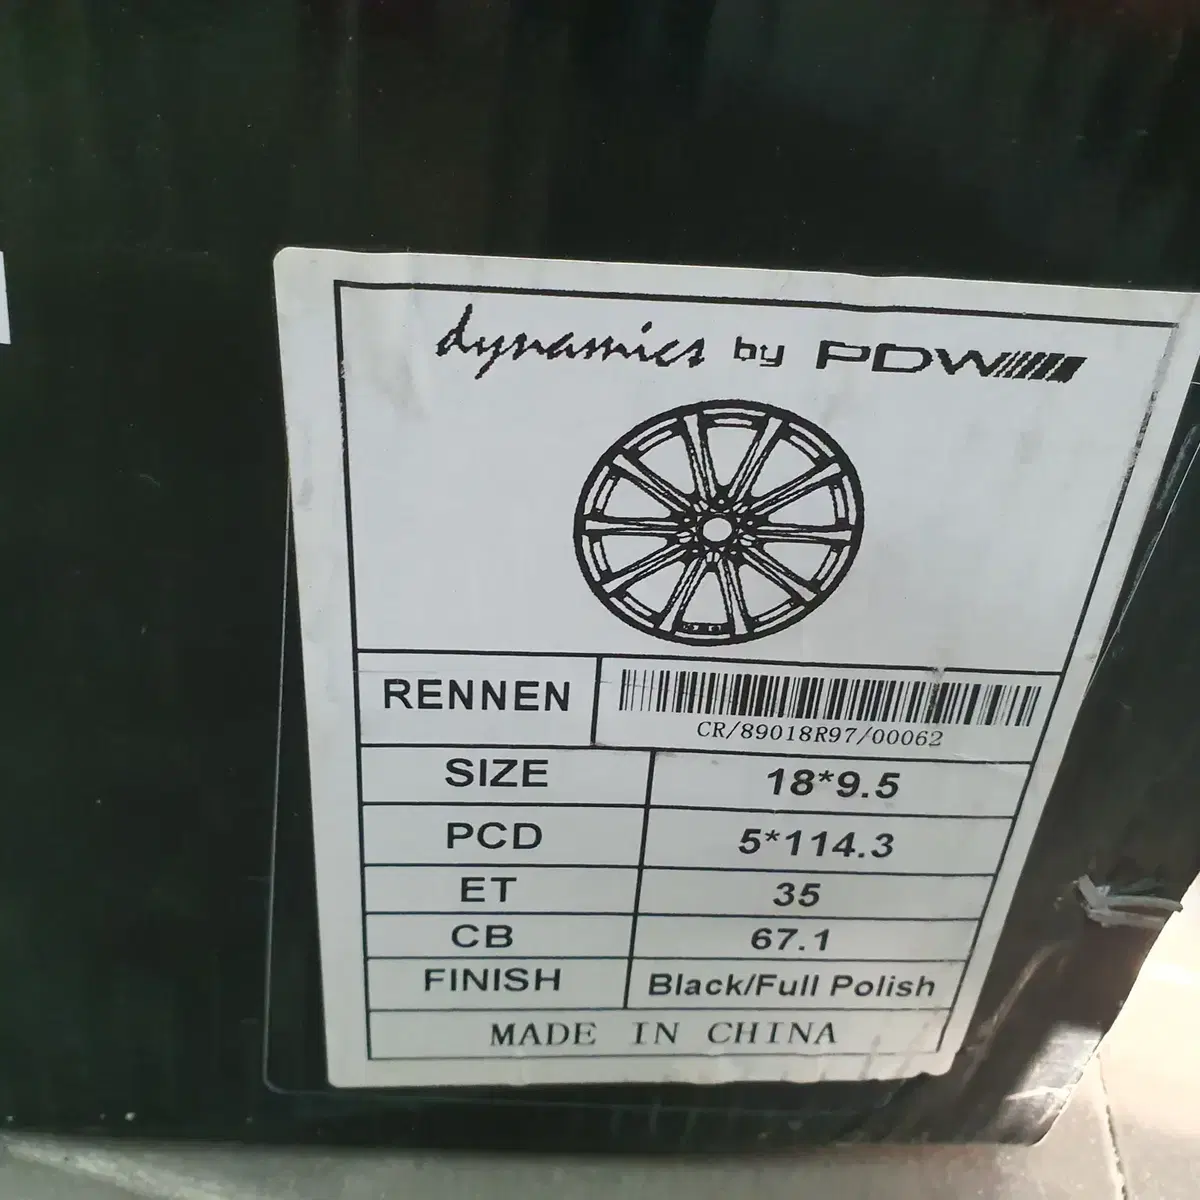 dynamics by PDW
RENNEN
CR/89018R97/00062
SIZE 18*9.5
PCD 5*114.3
ET 35
CB 67.1
FINISH Black/Full Polish
MADE IN CHINA